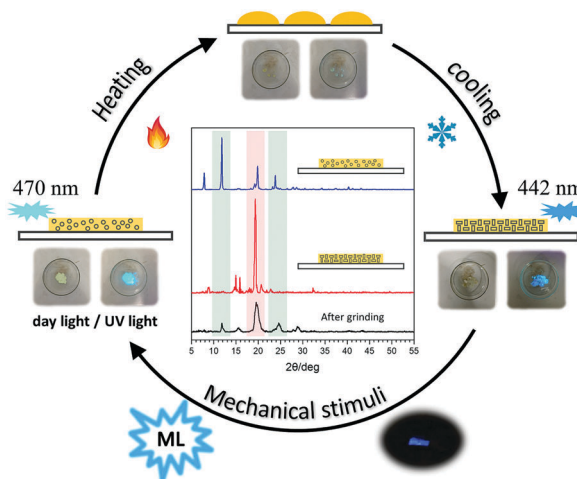 Heating
cooling
470 nm
442 nm
day light / UV light
After grinding
5 10 15 20 25 30 35 40 45 50 55
2θ/deg
Mechanical stimuli
ML